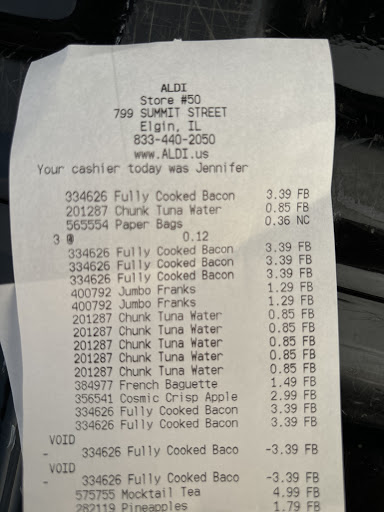 ALDI
Store #50
799 SUMMIT STREET
Elgin, IL
833-440-2050
www.ALDI.us
Your cashier today was Jennifer
334626 Fully Cooked Bacon 3.39 FB
201287 Chunk Tuna Water 0.85 FB
565554 Paper Bags 0.36 NC
3 @ 0.12
334626 Fully Cooked Bacon 3.39 FB
334626 Fully Cooked Bacon 3.39 FB
334626 Fully Cooked Bacon 3.39 FB
400792 Jumbo Franks 1.29 FB
400792 Jumbo Franks 1.29 FB
201287 Chunk Tuna Water 0.85 FB
201287 Chunk Tuna Water 0.85 FB
201287 Chunk Tuna Water 0.85 FB
201287 Chunk Tuna Water 0.85 FB
201287 Chunk Tuna Water 0.85 FB
384977 French Baguette 1.49 FB
356541 Cosmic Crisp Apple 2.99 FB
334626 Fully Cooked Bacon 3.39 FB
334626 Fully Cooked Bacon 3.39 FB
VOID
- 334626 Fully Cooked Baco -3.39 FB
VOID
- 334626 Fully Cooked Baco -3.39 FB
575755 Mocktail Tea 4.99 FB
282119 Pineapples 1.79 FB